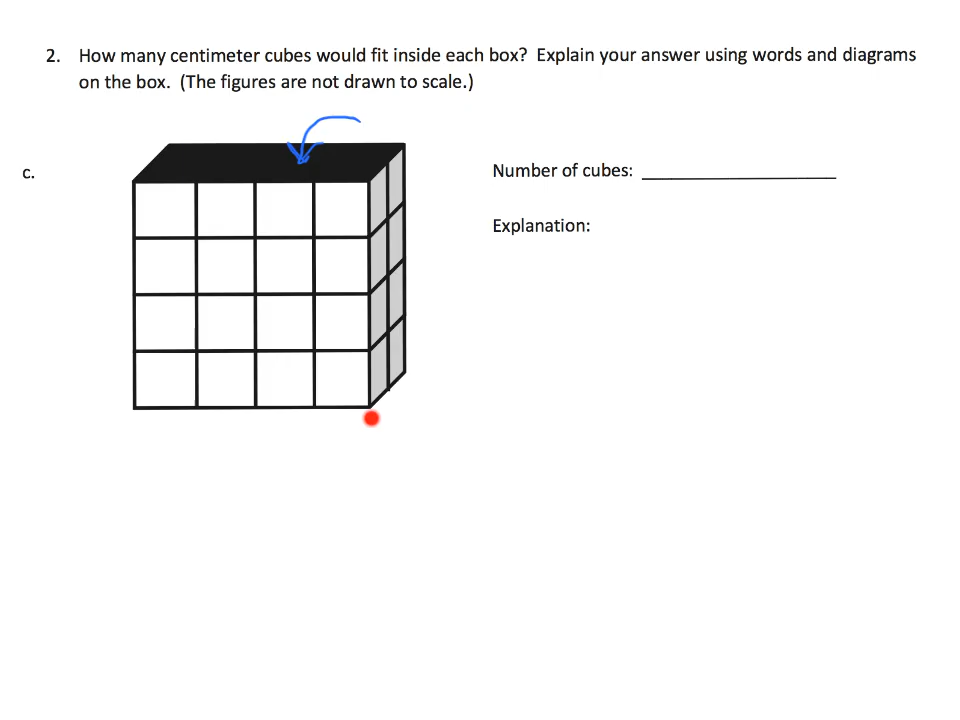 2. How many centimeter cubes would fit inside each box? Explain your answer using words and diagrams
on the box. (The figures are not drawn to scale.)
c.
Number of cubes:
Explanation: